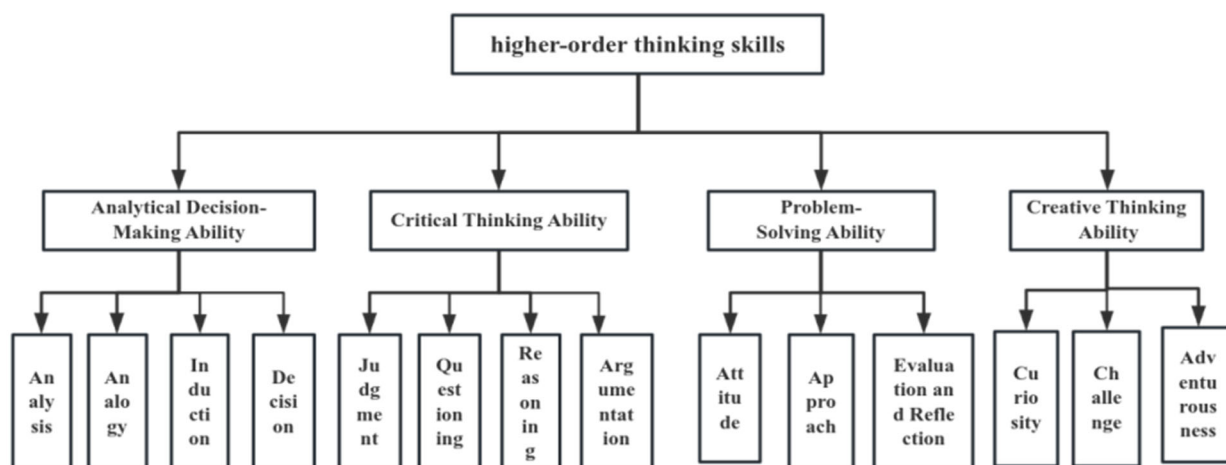 higher-order thinking skills
Analytical Decision-
Making Ability
Critical Thinking Ability
Problem-
Solving Ability
Creative Thinking
Ability
An
aly
sis
An
alo
gy
In
du
cti
on
De
cisi
on
Ju
dg
me
nt
Qu
est
ion
ing
Re
as
on
in
g
Arg
ume
ntat
ion
Att
itu
de
Ap
pro
ach
Evalua
tion an
d Refle
ction
Cu
rio
sity
Ch
alle
nge
Adv
entu
rous
ness